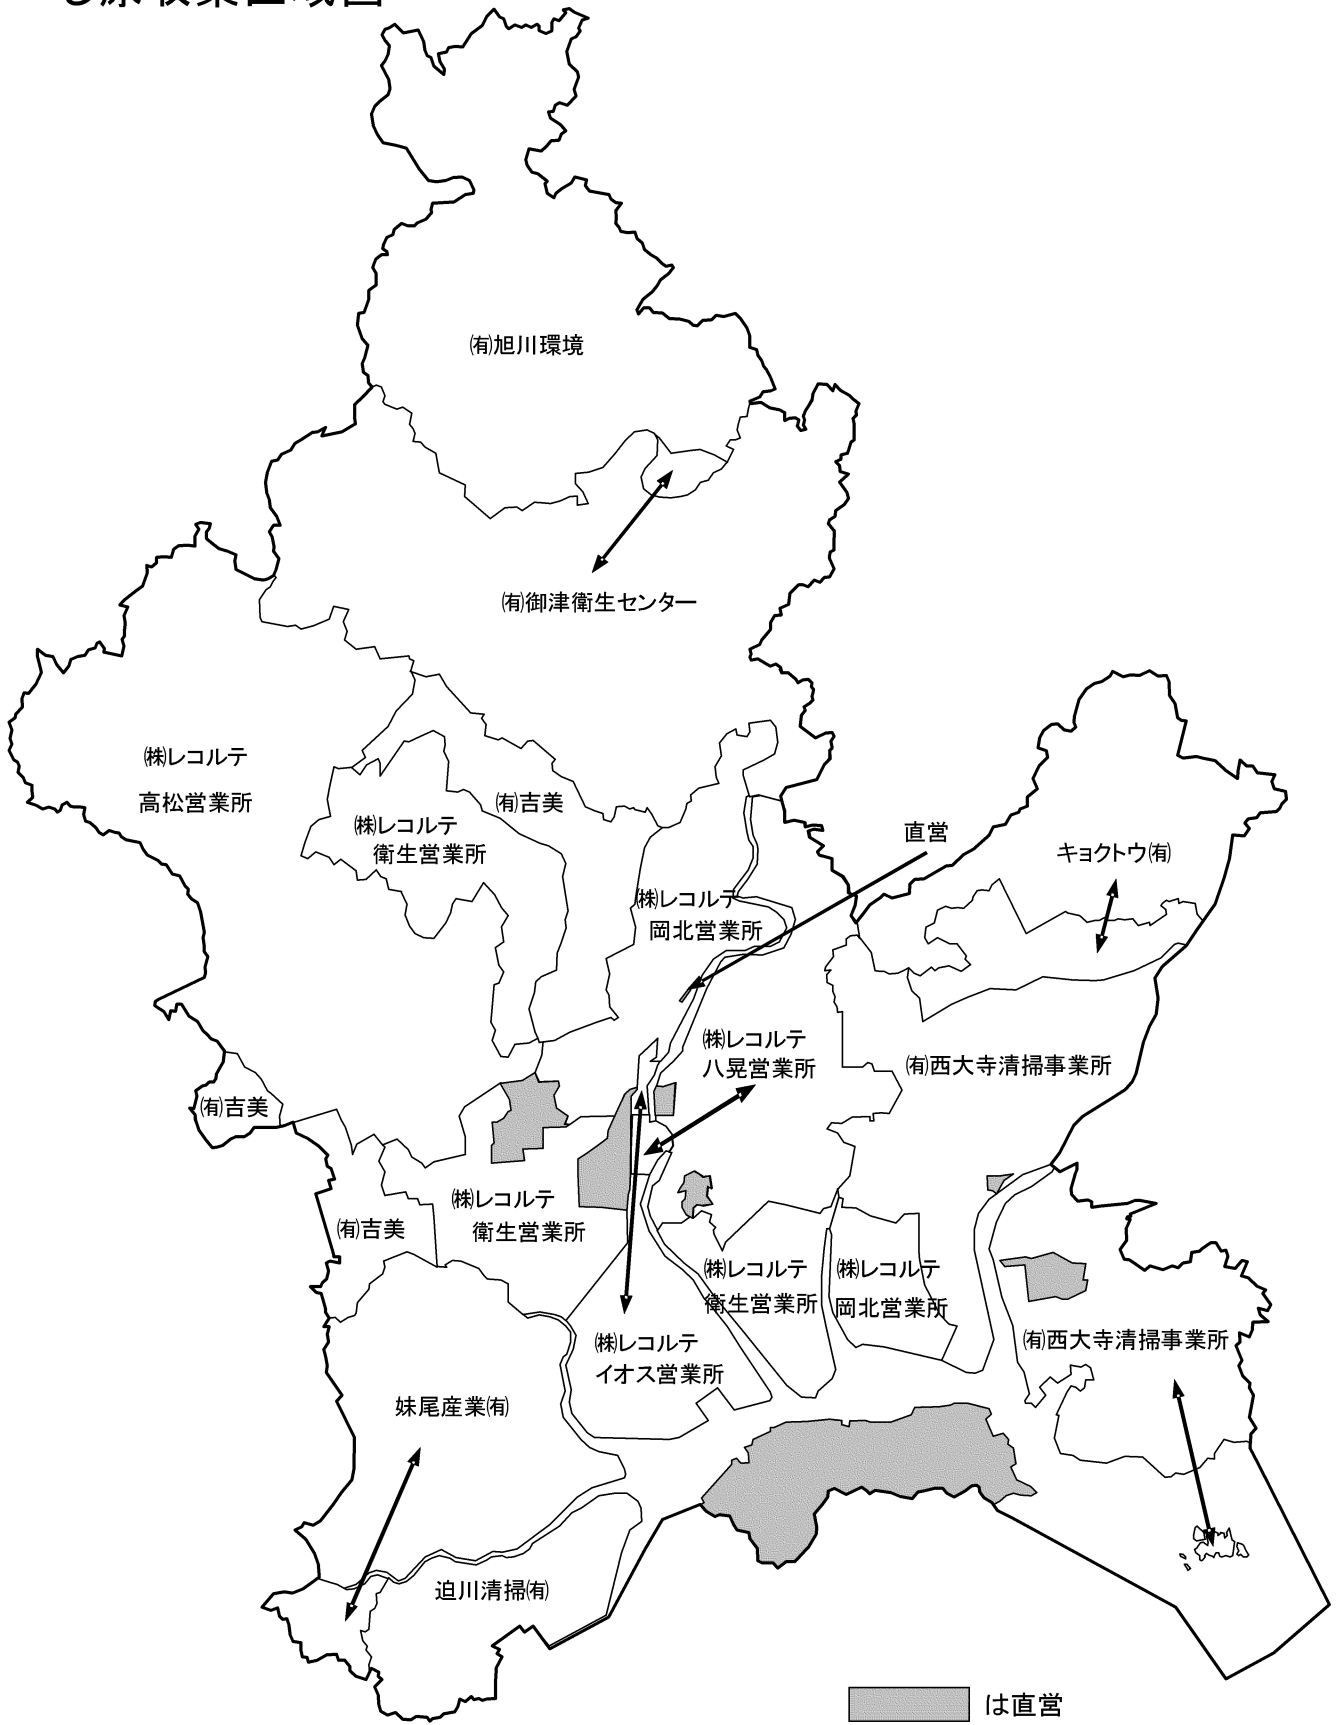 ㈲旭川環境
㈲御津衛生センター
㈱レコルテ
高松営業所
㈲吉美
㈱レコルテ
衛生営業所
直営
キョクトウ㈲
㈱レコルテ
岡北営業所
㈱レコルテ
八晃営業所
㈲西大寺清掃事業所
㈲吉美
㈱レコルテ
衛生営業所
㈲吉美
㈱レコルテ
衛生営業所
㈱レコルテ
岡北営業所
㈲西大寺清掃事業所
㈱レコルテ
イオス営業所
妹尾産業㈲
迫川清掃㈲
は直営